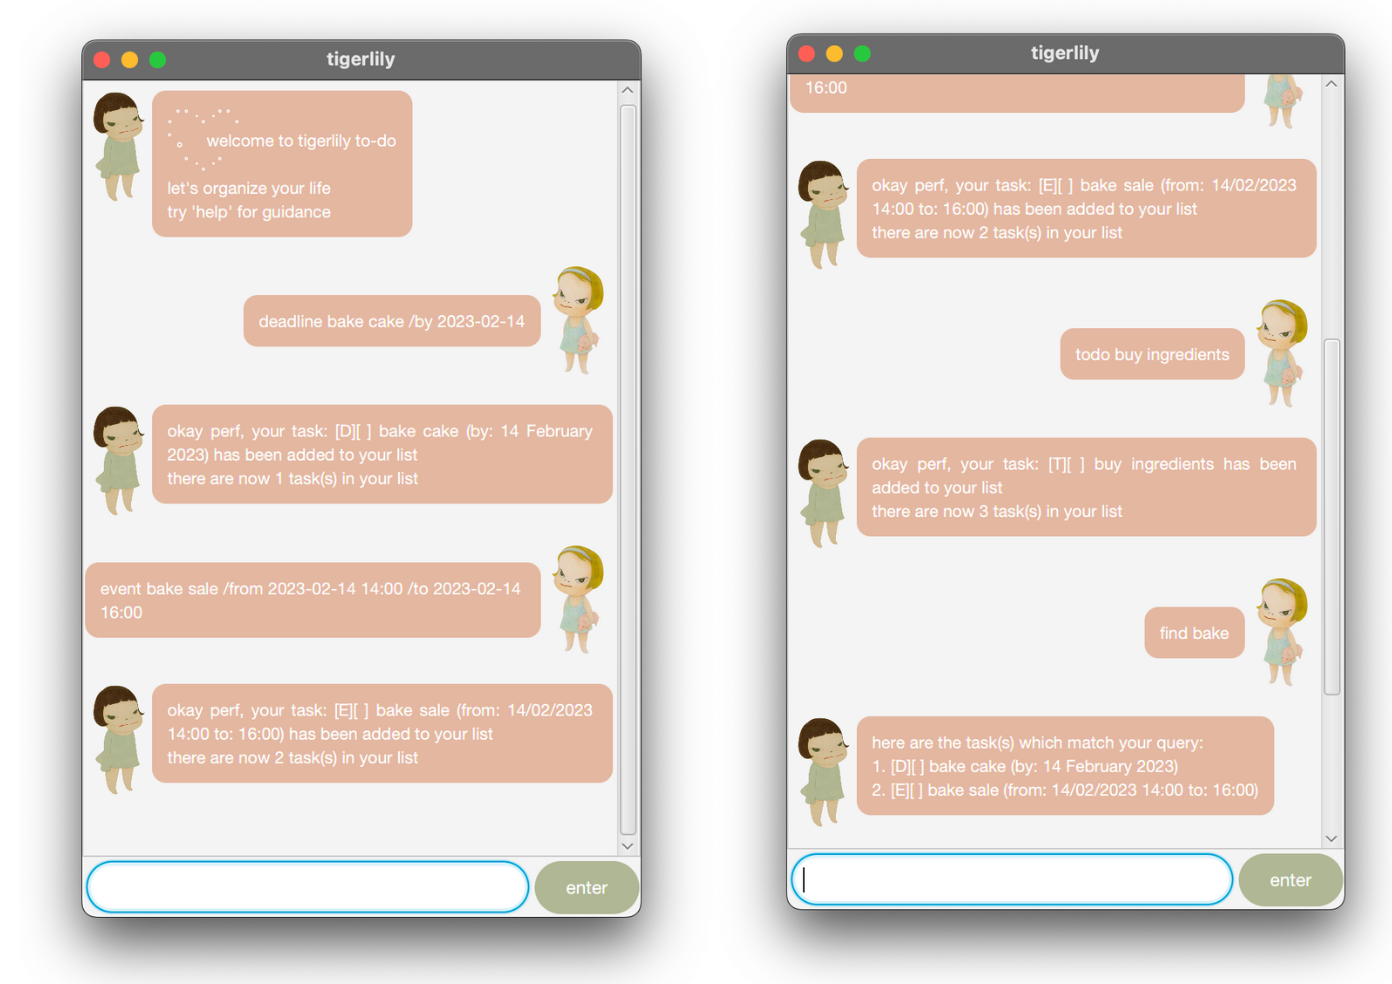 tigerlily
welcome to tigerlily to-do
let's organize your life
try 'help' for guidance
deadline bake cake /by 2023-02-14
okay perf, your task: [D][ ] bake cake (by: 14 February
2023) has been added to your list
there are now 1 task(s) in your list
event bake sale /from 2023-02-14 14:00 /to 2023-02-14
16:00
okay perf, your task: [E][ ] bake sale (from: 14/02/2023
14:00 to: 16:00) has been added to your list
there are now 2 task(s) in your list
enter
tigerlily
16:00
okay perf, your task: [E][ ] bake sale (from: 14/02/2023
14:00 to: 16:00) has been added to your list
there are now 2 task(s) in your list
todo buy ingredients
okay perf, your task: [T][ ] buy ingredients has been
added to your list
there are now 3 task(s) in your list
find bake
here are the task(s) which match your query:
1. [D][ ] bake cake (by: 14 February 2023)
2. [E][ ] bake sale (from: 14/02/2023 14:00 to: 16:00)
enter